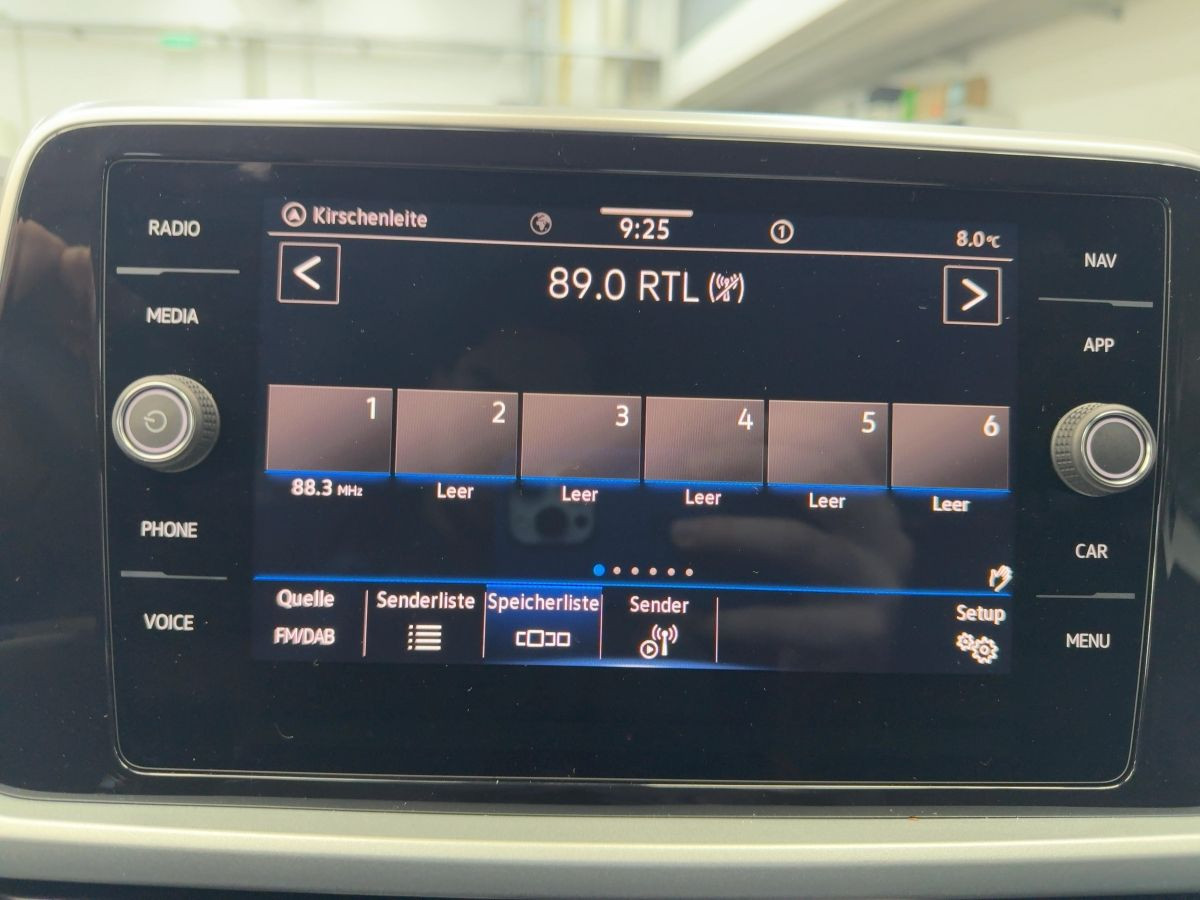 RADIO
MEDIA
PHONE
VOICE
Kirschenleite
9:25
1
8.0°C
<
89.0 RTL
>
1
2
3
4
5
6
88.3 MHz
Leer
Leer
Leer
Leer
Leer
Quelle
FM/DAB
Senderliste
Speicherliste
Sender
Setup
NAV
APP
CAR
MENU